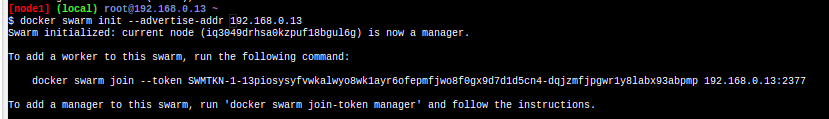 [node1] (local) root@192.168.0.13 ~
$ docker swarm init --advertise-addr 192.168.0.13
Swarm initialized: current node (iq3049drhsa0kzpuf18bgul6g) is now a manager.
To add a worker to this swarm, run the following command:
docker swarm join --token SWMTKN-1-13piosysyfvwkalwyo8wk1ayr6ofepmfjwo8f0gx9d7d1d5cn4-dqjzmfjpgwr1y8labx93abpmp 192.168.0.13:2377
To add a manager to this swarm, run 'docker swarm join-token manager' and follow the instructions.